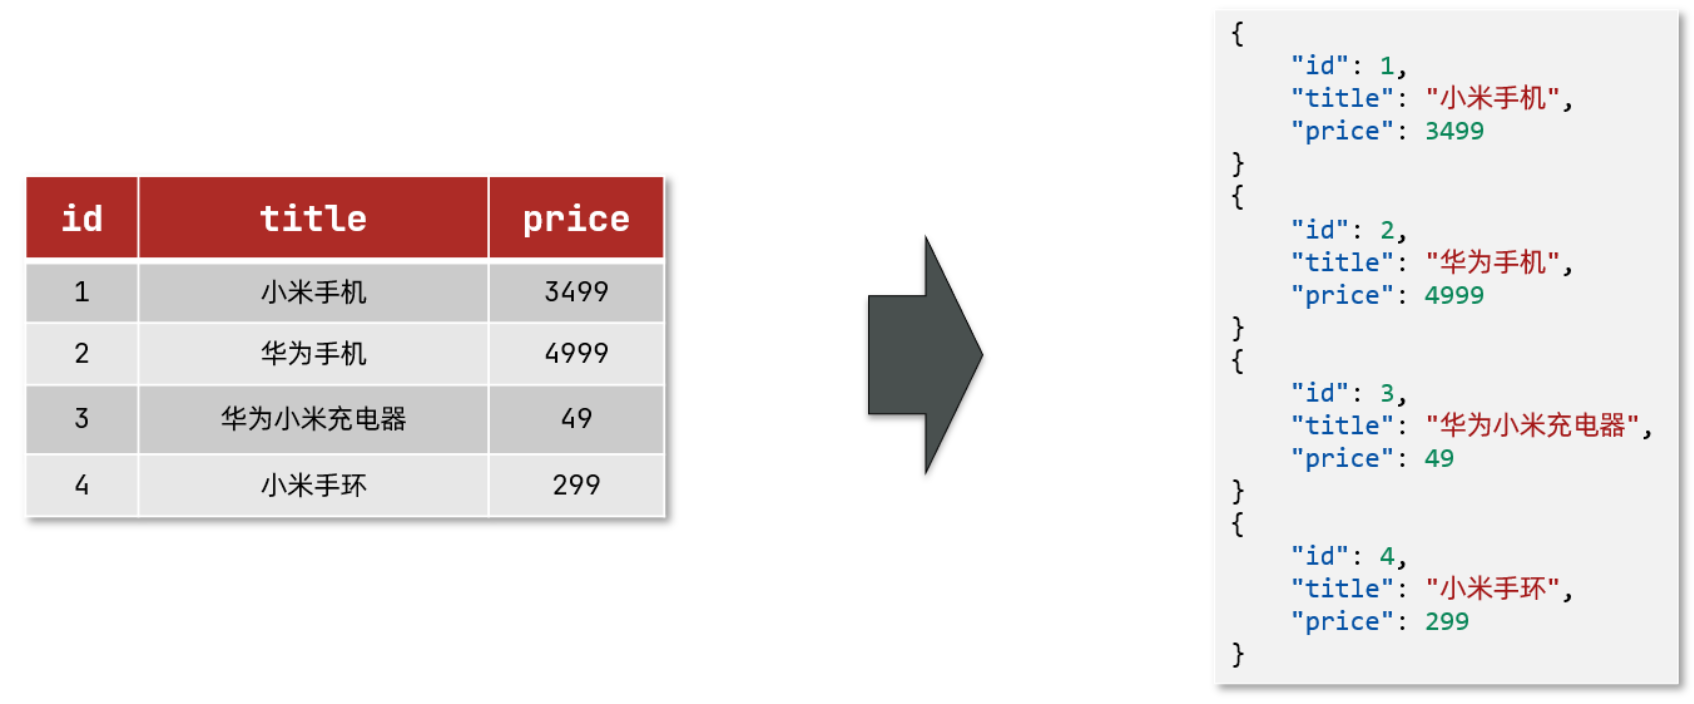 id title price
1 小米手机 3499
2 华为手机 4999
3 华为小米充电器 49
4 小米手环 299
{
"id": 1,
"title": "小米手机",
"price": 3499
}
{
"id": 2,
"title": "华为手机",
"price": 4999
}
{
"id": 3,
"title": "华为小米充电器",
"price": 49
}
{
"id": 4,
"title": "小米手环",
"price": 299
}